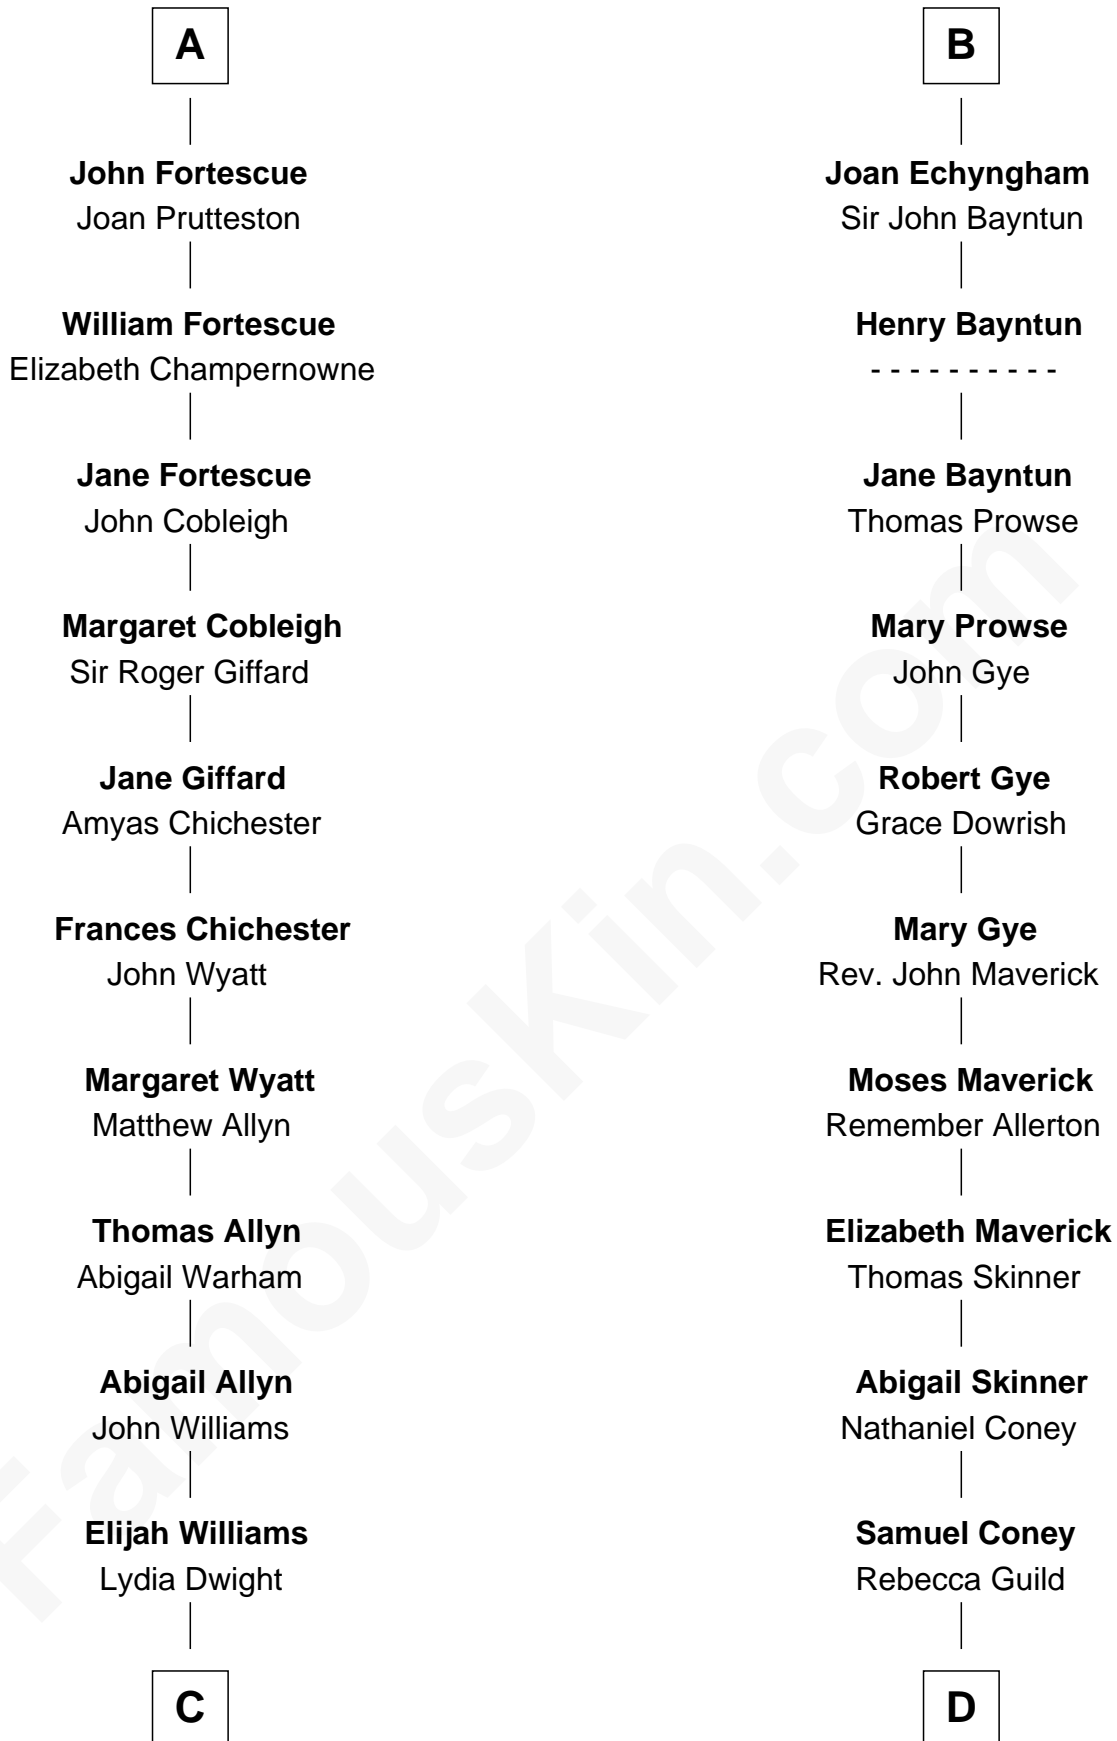 A
John Fortescue
Joan Prutteston
William Fortescue
Elizabeth Champernowne
Jane Fortescue
John Cobleigh
Margaret Cobleigh
Sir Roger Giffard
Jane Giffard
Amyas Chichester
Frances Chichester
John Wyatt
Margaret Wyatt
Matthew Allyn
Thomas Allyn
Abigail Warham
Abigail Allyn
John Williams
Elijah Williams
Lydia Dwight
C
B
Joan Echyngham
Sir John Bayntun
Henry Bayntun
- - - - - - - - - -
Jane Bayntun
Thomas Prowse
Mary Prowse
John Gye
Robert Gye
Grace Dowrish
Mary Gye
Rev. John Maverick
Moses Maverick
Remember Allerton
Elizabeth Maverick
Thomas Skinner
Abigail Skinner
Nathaniel Coney
Samuel Coney
Rebecca Guild
D
FamousKin.com